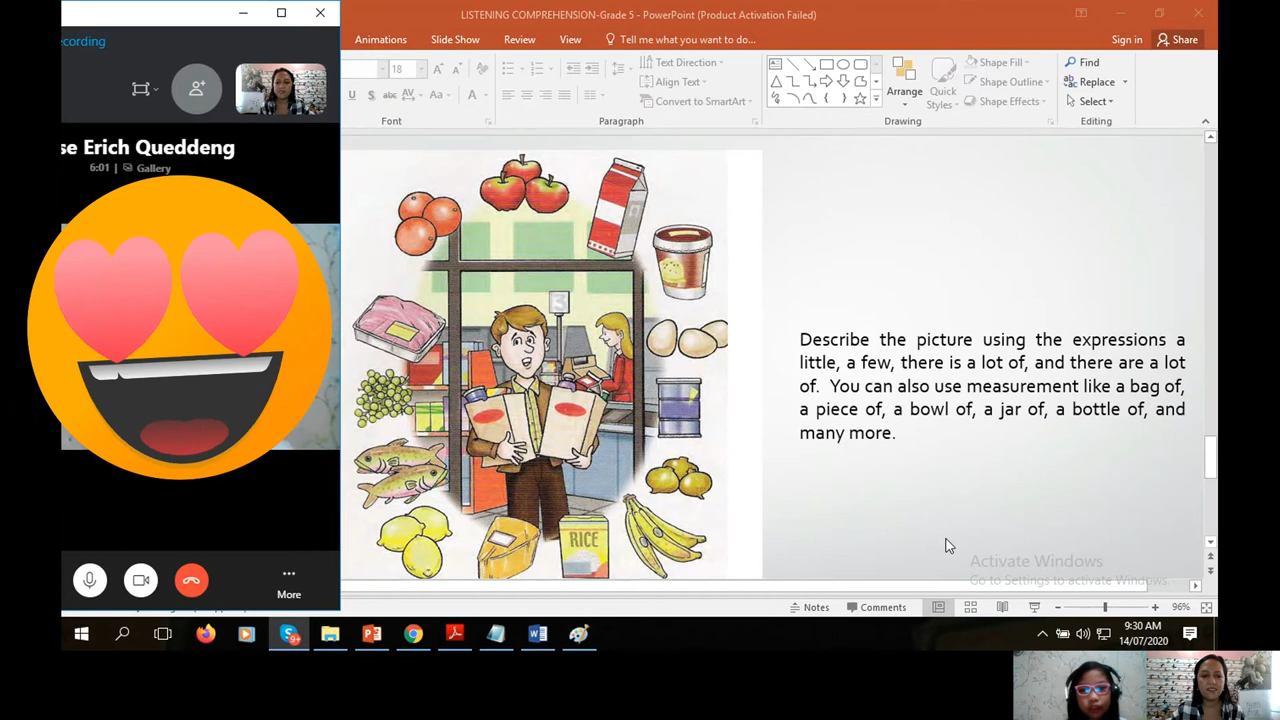 LISTENING COMPREHENSION-Grade 5 - PowerPoint (Product Activation Failed)
ecording
Animations Slide Show Review View Tell me what you want to do... Sign in Share
18 Text Direction Shape Fill Find
Align Text Shape Outline Replace
Convert to SmartArt Arrange Quick Styles Shape Effects Select
Font Paragraph Drawing Editing
se Erich Queddeng
6:01 | Gallery
3
RICE
Describe the picture using the expressions a
little, a few, there is a lot of, and there are a lot
of. You can also use measurement like a bag of,
a piece of, a bowl of, a jar of, a bottle of, and
many more.
Activate Windows
Go to Settings to activate Windows.
More
Notes Comments 96%
9:30 AM
14/07/2020